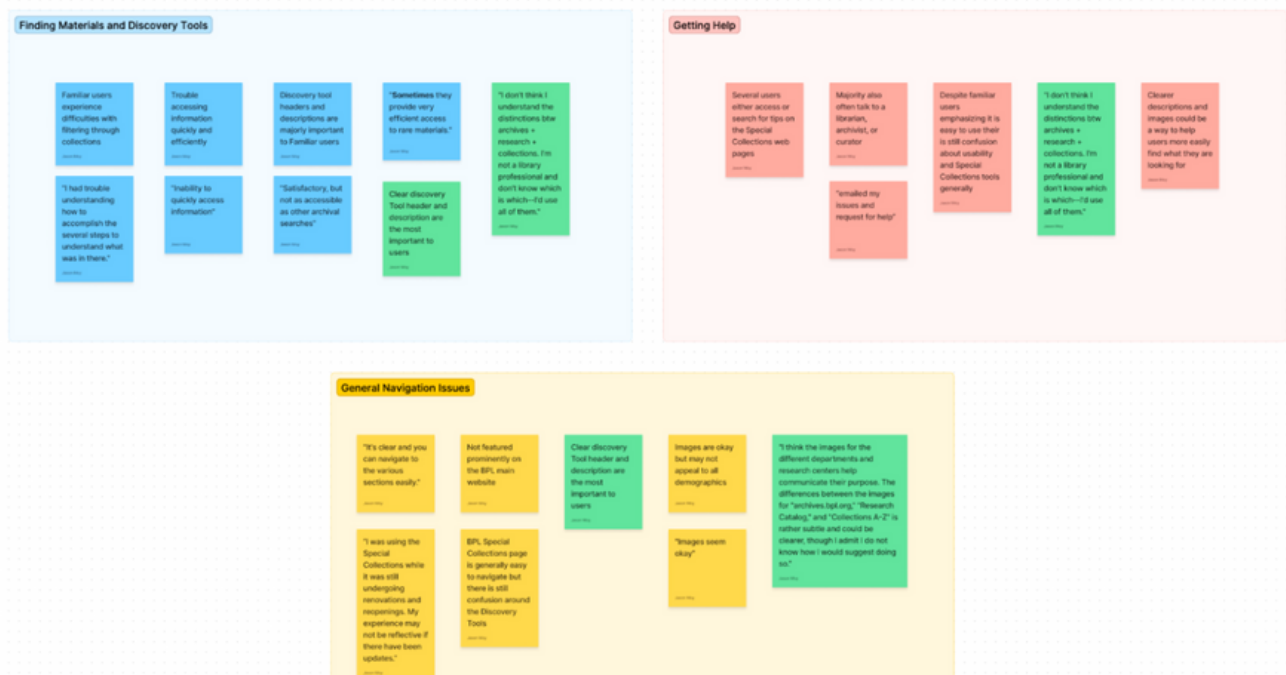 Finding Materials and Discovery Tools
Familiar users
experience
difficulties with
filtering through
collections
Trouble
accessing
information
quickly and
efficiently
Discovery tool
headers and
descriptions are
majorly important
to Familiar users
"Sometimes they
provide very
efficient access
to rare materials."
"I don't think I
understand the
distinctions btw
archives +
research +
collections. I'm
not a library
professional and
don't know which
is which—I'd use
all of them."
"I had trouble
understanding
how to
accomplish the
several steps to
understand what
was in there."
"Inability to
quickly access
information"
"Satisfactory, but
not as accessible
as other archival
searches"
Clear discovery
Tool header and
description are
the most
important to
users
Getting Help
Several users
either access or
search for tips on
the Special
Collections web
pages
Majority also
often talk to a
librarian,
archivist, or
curator
Despite familiar
users
emphasizing it is
easy to use their
is still confusion
about usability
and Special
Collections tools
generally
"I don't think I
understand the
distinctions btw
archives +
research +
collections. I'm
not a library
professional and
don't know which
is which—I'd use
all of them."
Clearer
descriptions and
images could be
a way to help
users more easily
find what they are
looking for
"emailed my
issues and
request for help"
General Navigation Issues
"It's clear and you
can navigate to
the various
sections easily."
Not featured
prominently on
the BPL main
website
Clear discovery
Tool header and
description are
the most
important to
users
Images are okay
but may not
appeal to all
demographics
"I think the images for the
different departments and
research centers help
communicate their purpose. The
differences between the images
for "archives.bpl.org," "Research
Catalog," and "Collections A-Z" is
rather subtle and could be
clearer, though I admit I do not
know how I would suggest doing
so."
"I was using the
Special
Collections while
it was still
undergoing
renovations and
reopenings. My
experience may
not be reflective if
there have been
updates."
BPL Special
Collections page
is generally easy
to navigate but
there is still
confusion around
the Discovery
Tools
"Images seem
okay"